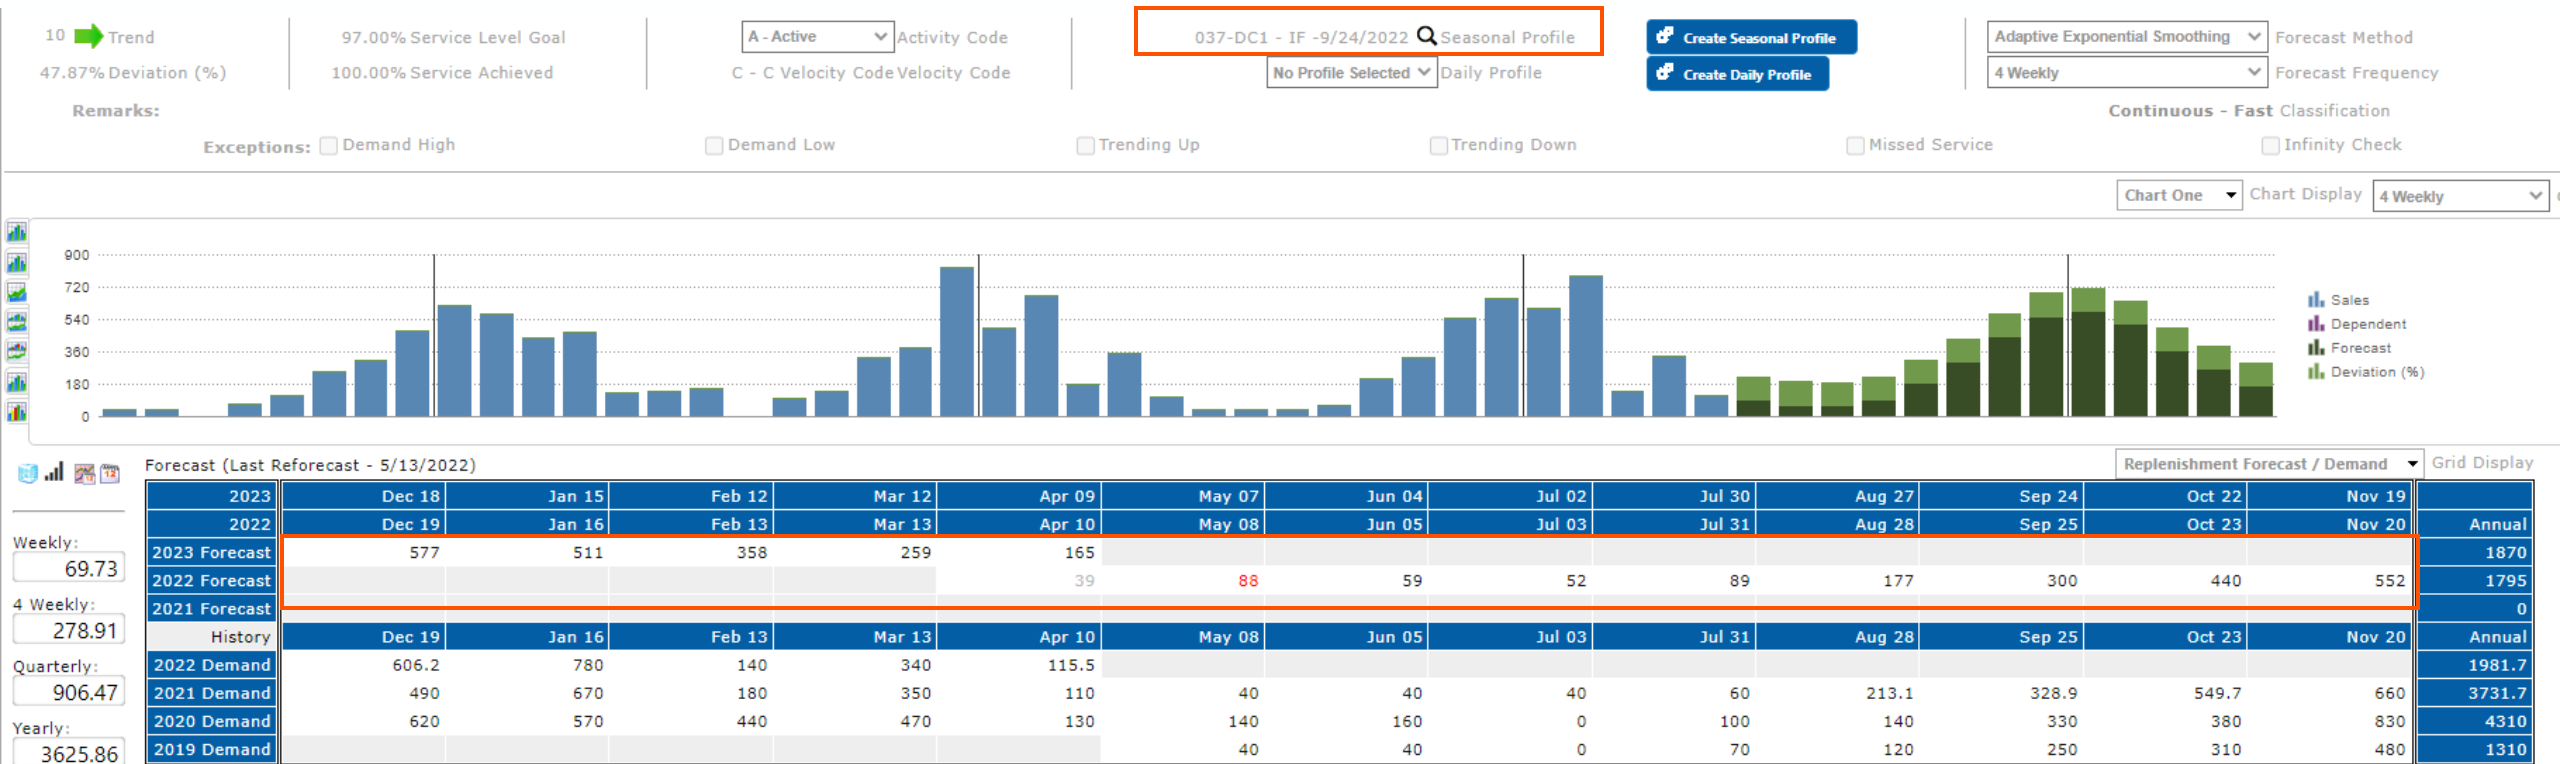 10 Trend 97.00% Service Level Goal A - Active Activity Code 037-DC1 - IF -9/24/2022 Seasonal Profile Create Seasonal Profile Adaptive Exponential Smoothing Forecast Method
47.87% Deviation (%) 100.00% Service Achieved C - C Velocity Code Velocity Code No Profile Selected Daily Profile Create Daily Profile 4 Weekly Forecast Frequency
Remarks: Continuous - Fast Classification
Exceptions: Demand High Demand Low Trending Up Trending Down Missed Service Infinity Check
Chart One Chart Display 4 Weekly
900
720
540
360
180
0
Sales
Dependent
Forecast
Deviation (%)
Forecast (Last Reforecast - 5/13/2022) Replenishment Forecast / Demand Grid Display
2023 Dec 18 Jan 15 Feb 12 Mar 12 Apr 09 May 07 Jun 04 Jul 02 Jul 30 Aug 27 Sep 24 Oct 22 Nov 19
2022 Dec 19 Jan 16 Feb 13 Mar 13 Apr 10 May 08 Jun 05 Jul 03 Jul 31 Aug 28 Sep 25 Oct 23 Nov 20 Annual
2023 Forecast 577 511 358 259 165 1870
2022 Forecast 39 88 59 52 89 177 300 440 552 1795
2021 Forecast 0
History Dec 19 Jan 16 Feb 13 Mar 13 Apr 10 May 08 Jun 05 Jul 03 Jul 31 Aug 28 Sep 25 Oct 23 Nov 20 Annual
2022 Demand 606.2 780 140 340 115.5 1981.7
2021 Demand 490 670 180 350 110 40 40 40 60 213.1 328.9 549.7 660 3731.7
2020 Demand 620 570 440 470 130 140 160 0 100 140 330 380 830 4310
2019 Demand 40 40 0 70 120 250 310 480 1310
Weekly:
69.73
4 Weekly:
278.91
Quarterly:
906.47
Yearly:
3625.86